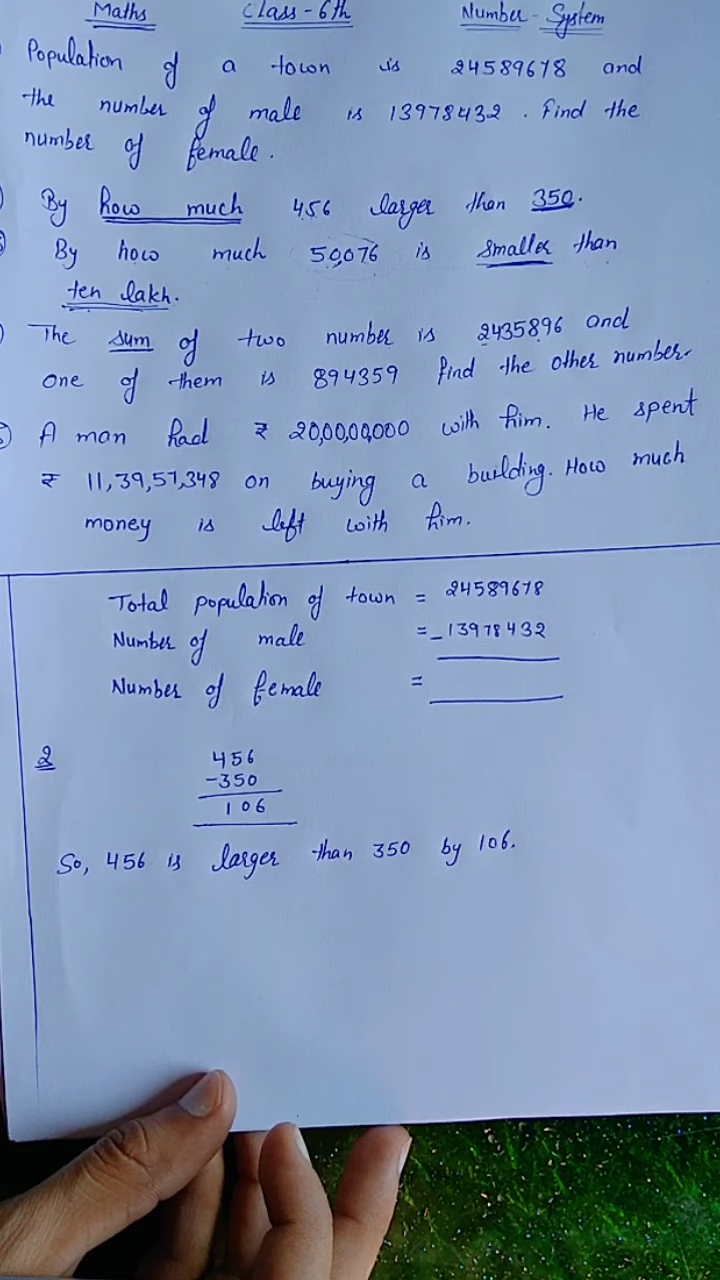 Maths Class - 6th Number - System
Population of a town is 24589678 and
the number of male is 13978432 . find the
number of female .
By how much 456 larger than 350.
By how much 50,076 is smaller than
ten lakh.
The sum of two number is 2435896 and
one of them is 894359 find the other number.
A man had ₹ 20,00,00,000 with him. He spent
₹ 11,39,57,348 on buying a building. How much
money is left with him.
Total population of town = 24589678
Number of male = - 13978432
Number of female =
2 456
-350
106
So, 456 is larger than 350 by 106.